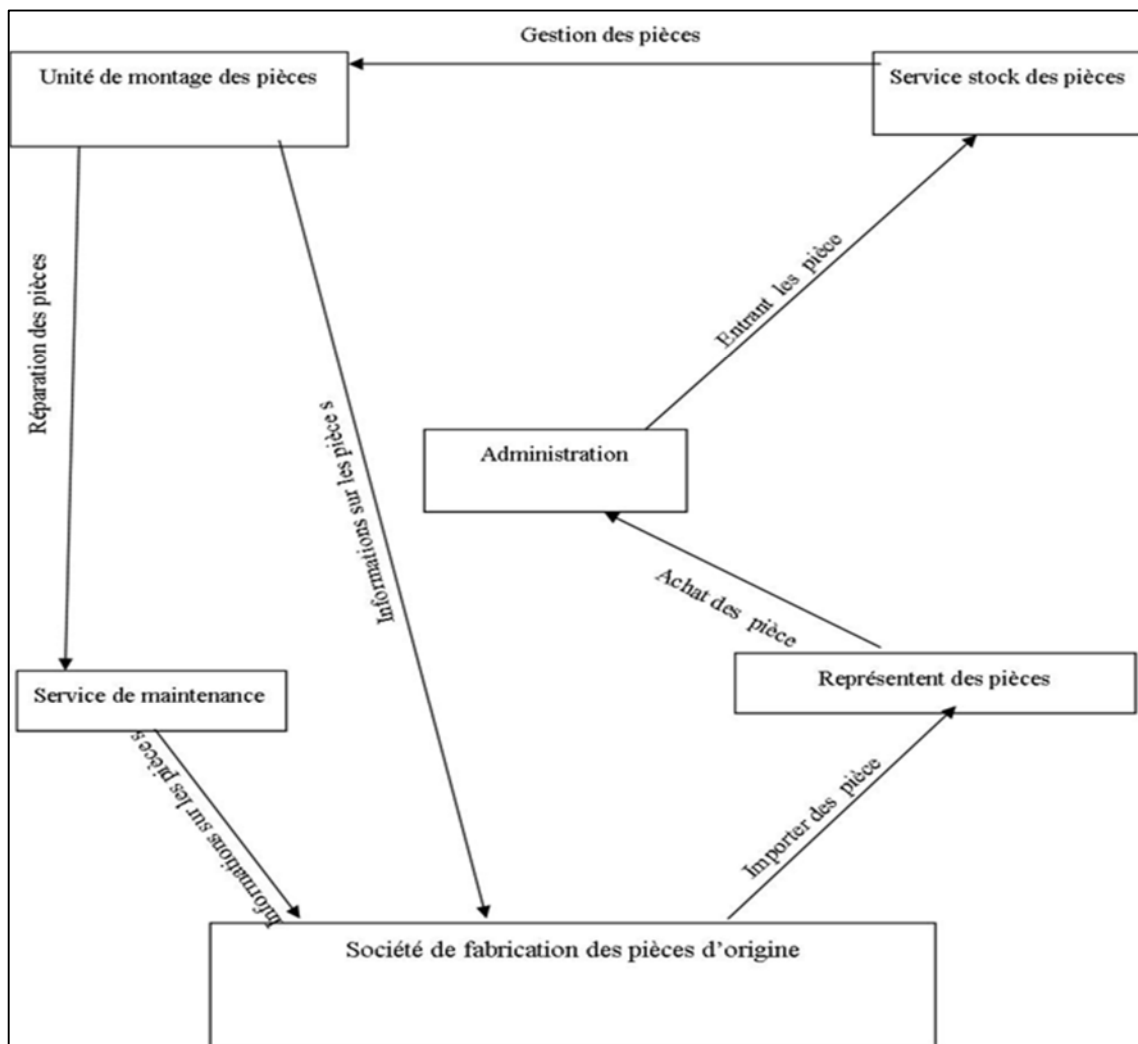 Gestion des pièces
Unité de montage des pièces
Service stock des pièces
Réparation des pièces
Informations sur les pièce s
Entrant les pièce
Administration
Achat des pièce
Service de maintenance
Représentent des pièces
Informations sur les pièce s
Importer des pièce
Société de fabrication des pièces d’origine